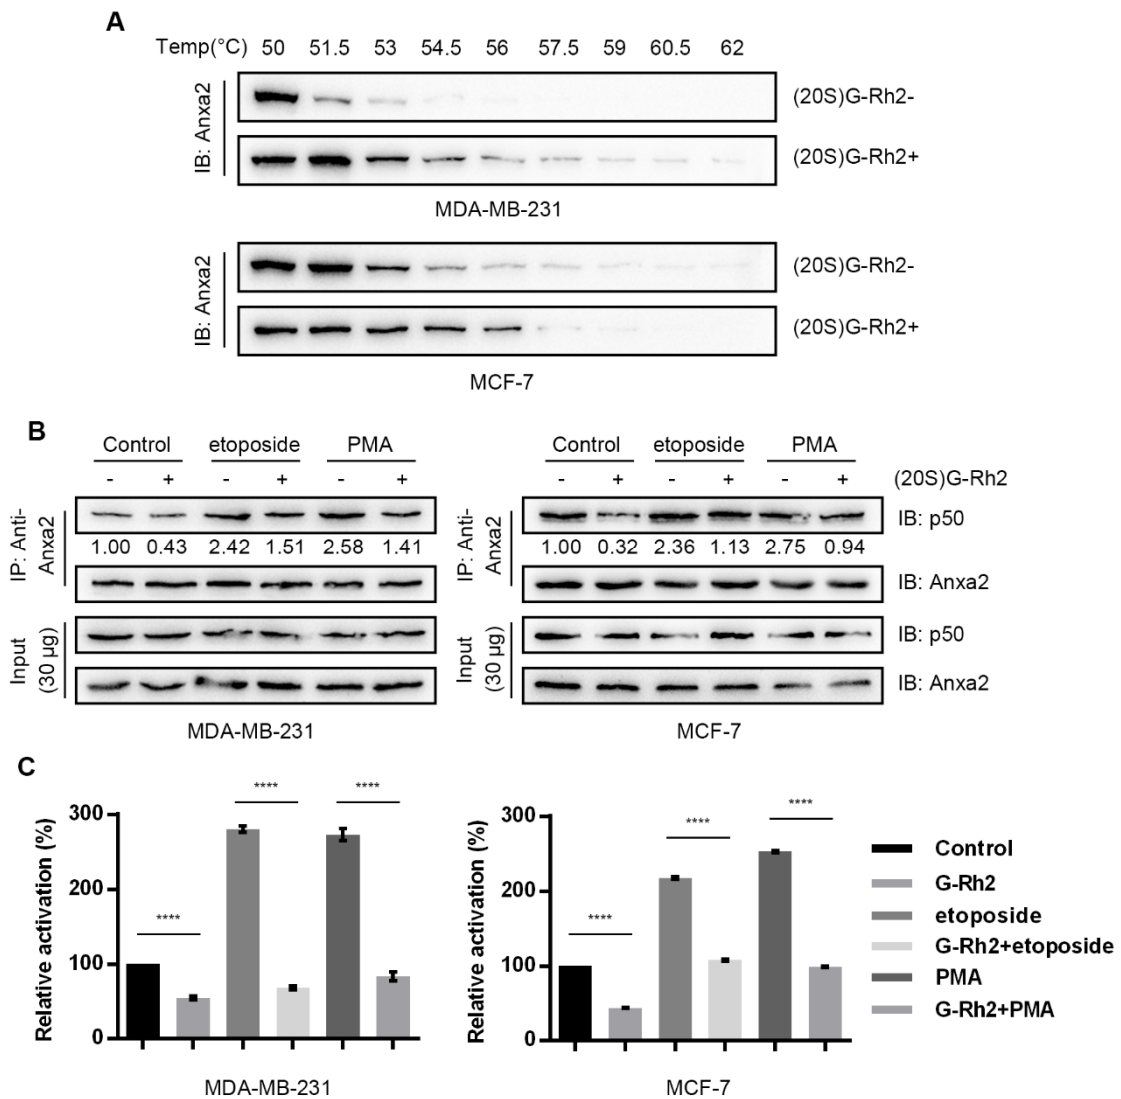 A
Temp(°C) 50 51.5 53 54.5 56 57.5 59 60.5 62
IB: Anxa2
(20S)G-Rh2-
(20S)G-Rh2+
MDA-MB-231
IB: Anxa2
(20S)G-Rh2-
(20S)G-Rh2+
MCF-7
B
Control etoposide PMA
- + - + - +
IP: Anti-
Anxa2
1.00 0.43 2.42 1.51 2.58 1.41
Input
(30 µg)
MDA-MB-231
Control etoposide PMA
- + - + - + (20S)G-Rh2
IP: Anti-
Anxa2
IB: p50
1.00 0.32 2.36 1.13 2.75 0.94
IB: Anxa2
Input
(30 µg)
IB: p50
IB: Anxa2
MCF-7
C
Relative activation (%)
300
200
100
0
**** **** ****
MDA-MB-231
Relative activation (%)
300
200
100
0
**** **** ****
MCF-7
Control
G-Rh2
etoposide
G-Rh2+etoposide
PMA
G-Rh2+PMA